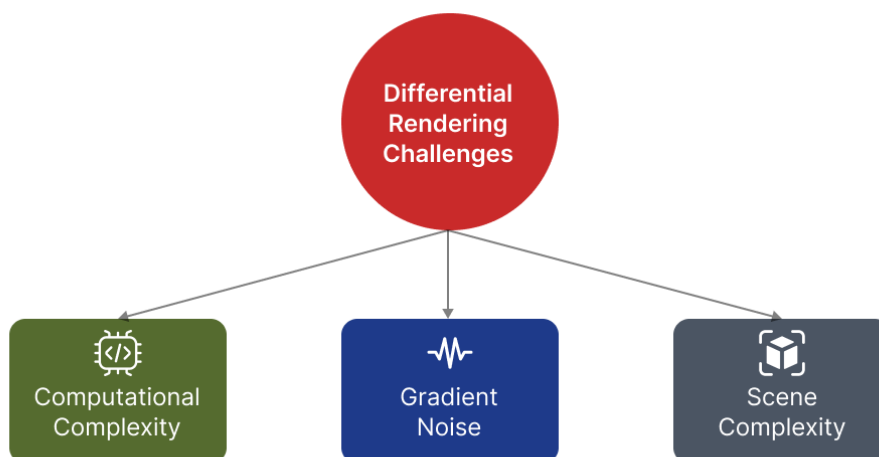 Differential
Rendering
Challenges
</>
Computational
Complexity
Gradient
Noise
Scene
Complexity